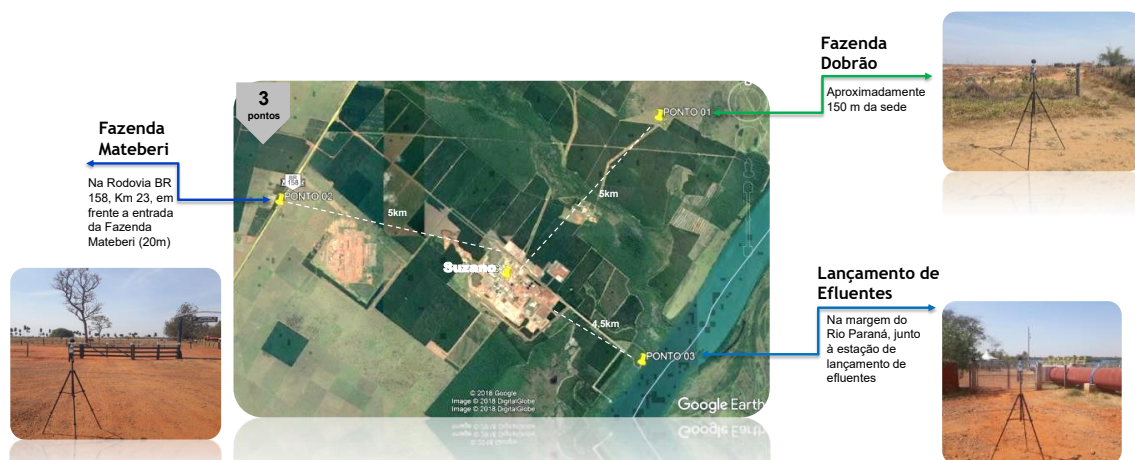 Fazenda
Dobrão
Aproximadamente
150 m da sede
3
pontos
PONTO 01
Fazenda
Mateberi
Na Rodovia BR
158, Km 23, em
frente a entrada
da Fazenda
Mateberi (20m)
BR
158
PONTO 02
5km
5km
Suzano
4,5km
PONTO 03
Lançamento de
Efluentes
Na margem do
Rio Paraná, junto
à estação de
lançamento de
efluentes
© 2018 Google
Image © 2018 DigitalGlobe
Image © 2018 DigitalGlobe
Google Earth